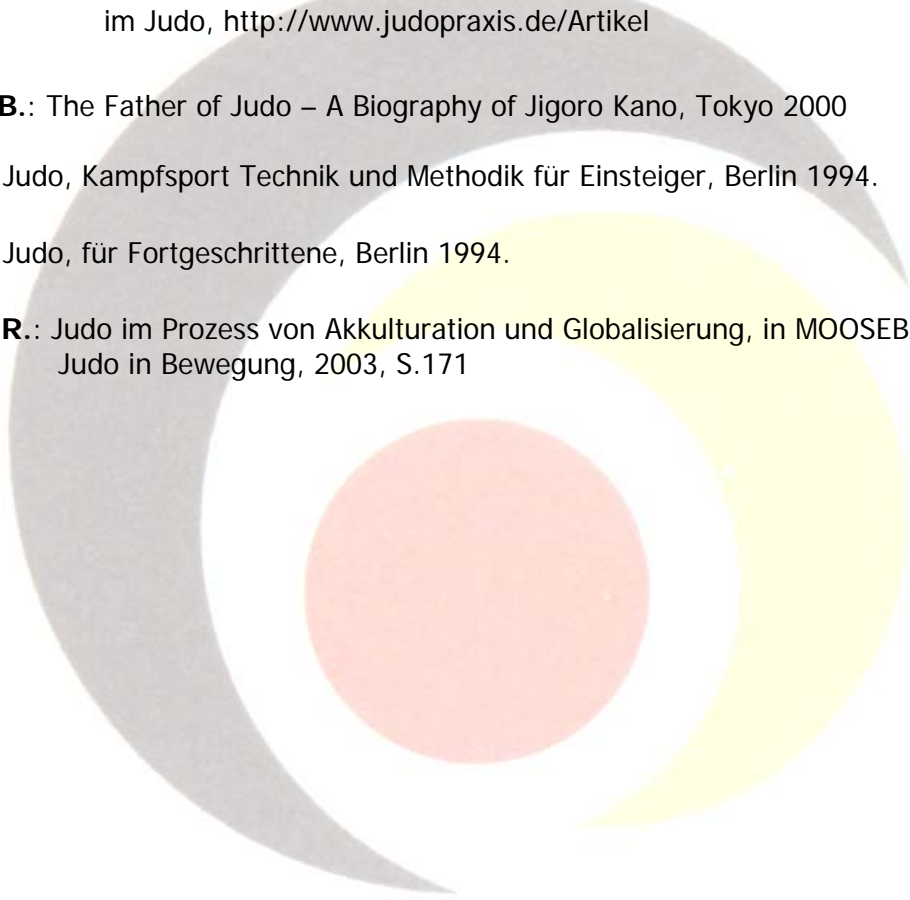 im Judo, http://www.judopraxis.de/Artikel
B.: The Father of Judo – A Biography of Jigoro Kano, Tokyo 2000
Judo, Kampfsport Technik und Methodik für Einsteiger, Berlin 1994.
Judo, für Fortgeschrittene, Berlin 1994.
R.: Judo im Prozess von Akkulturation und Globalisierung, in MOOSEB
Judo in Bewegung, 2003, S.171